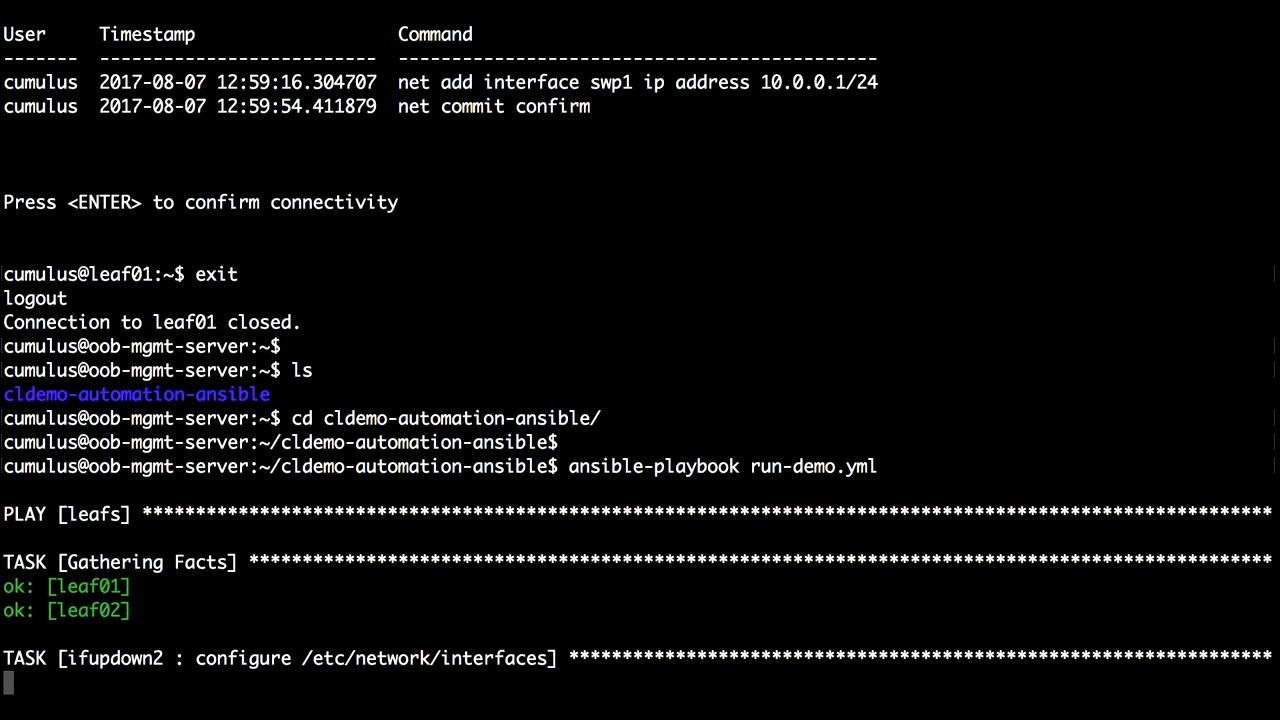 User     Timestamp                   Command
-------  --------------------------  ---------------------------------------------
cumulus  2017-08-07 12:59:16.304707  net add interface swp1 ip address 10.0.0.1/24
cumulus  2017-08-07 12:59:54.411879  net commit confirm
Press <ENTER> to confirm connectivity
cumulus@leaf01:~$ exit
logout
Connection to leaf01 closed.
cumulus@oob-mgmt-server:~$
cumulus@oob-mgmt-server:~$ ls
cldemo-automation-ansible
cumulus@oob-mgmt-server:~$ cd cldemo-automation-ansible/
cumulus@oob-mgmt-server:~/cldemo-automation-ansible$
cumulus@oob-mgmt-server:~/cldemo-automation-ansible$ ansible-playbook run-demo.yml
PLAY [leafs] **********************************************************************************************************
TASK [Gathering Facts] ************************************************************************************************
ok: [leaf01]
ok: [leaf02]
TASK [ifupdown2 : configure /etc/network/interfaces] ******************************************************************